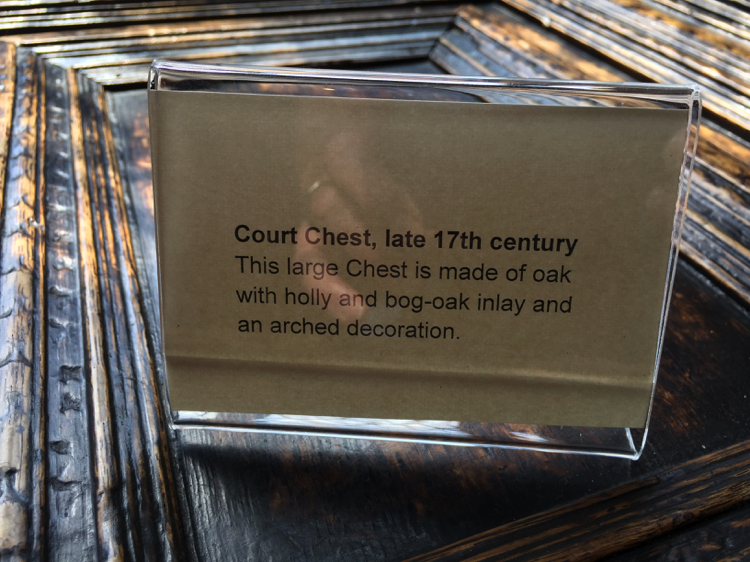 Court Chest, late 17th century
This large Chest is made of oak
with holly and bog-oak inlay and
an arched decoration.